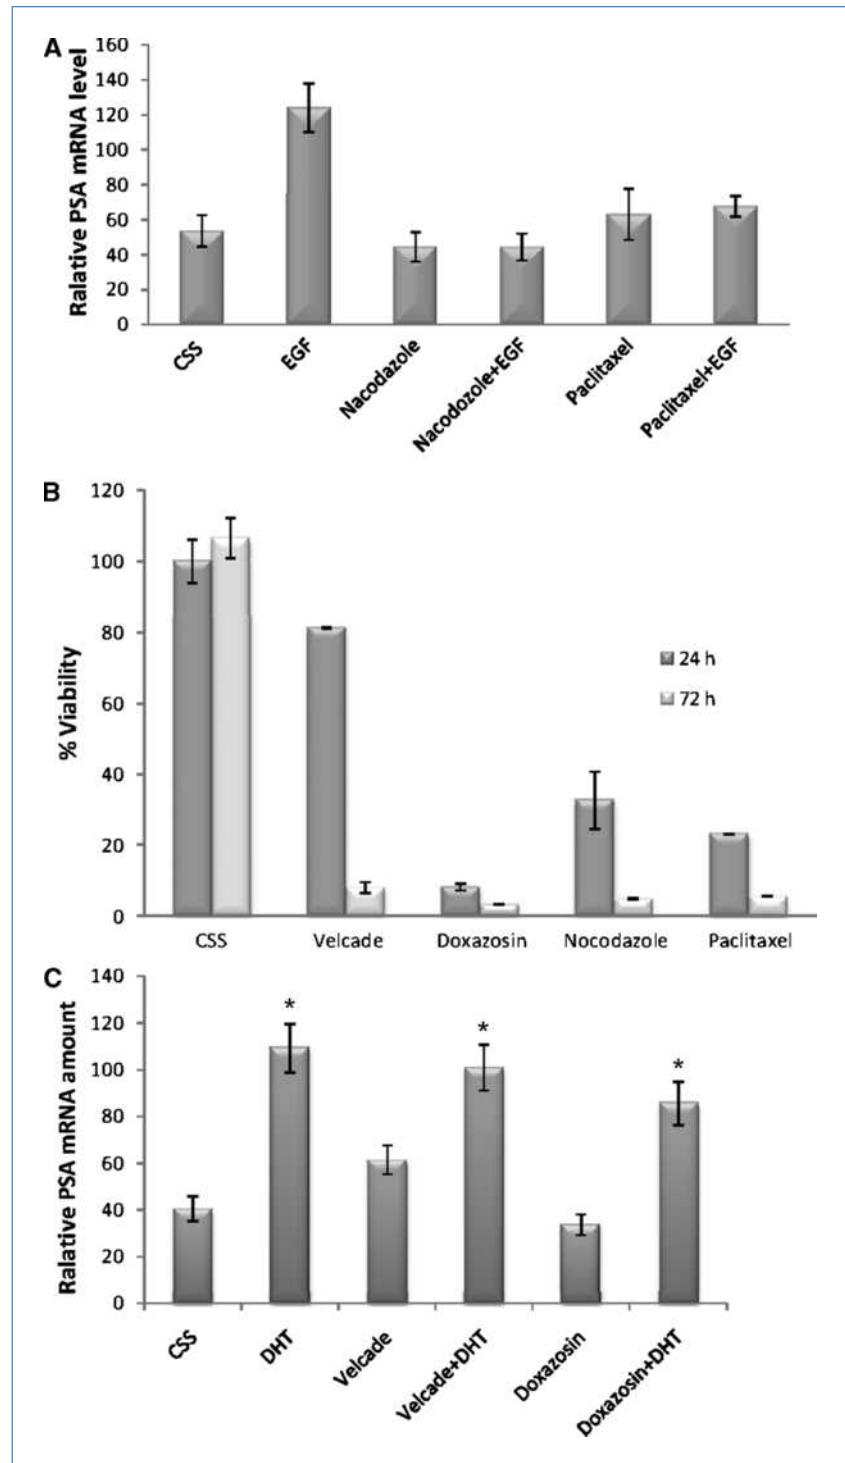 A
Ralative PSA mRNA level
160
140
120
100
80
60
40
20
0
CSS
EGF
Nacodazole
Nacodozole+EGF
Paclitaxel
Paclitaxel+EGF
B
% Viability
120
100
80
60
40
20
0
24 h
72 h
CSS Velcade Doxazosin Nocodazole Paclitaxel
C
Ralative PSA mRNA amount
140
120
100
80
60
40
20
0
* * *
CSS
DHT
Velcade
Velcade+DHT
Doxazosin
Doxazosin+DHT